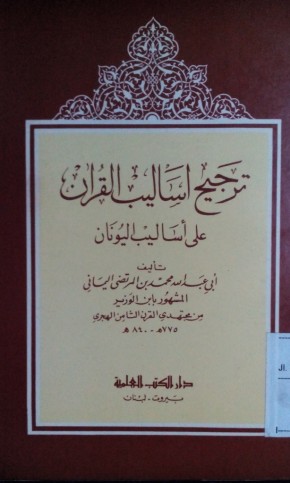 ترجيح أساليب القرآن
على أساليب اليونان
تأليف
أبي عبد الله محمد بن المرتضى اليماني
المشهور بابن الوزير
من مجتهدي القرن الثامن الهجري
٧٧٥هـ - ٨٤٠هـ
دار الكتب العلمية
بيروت - لبنان
ال